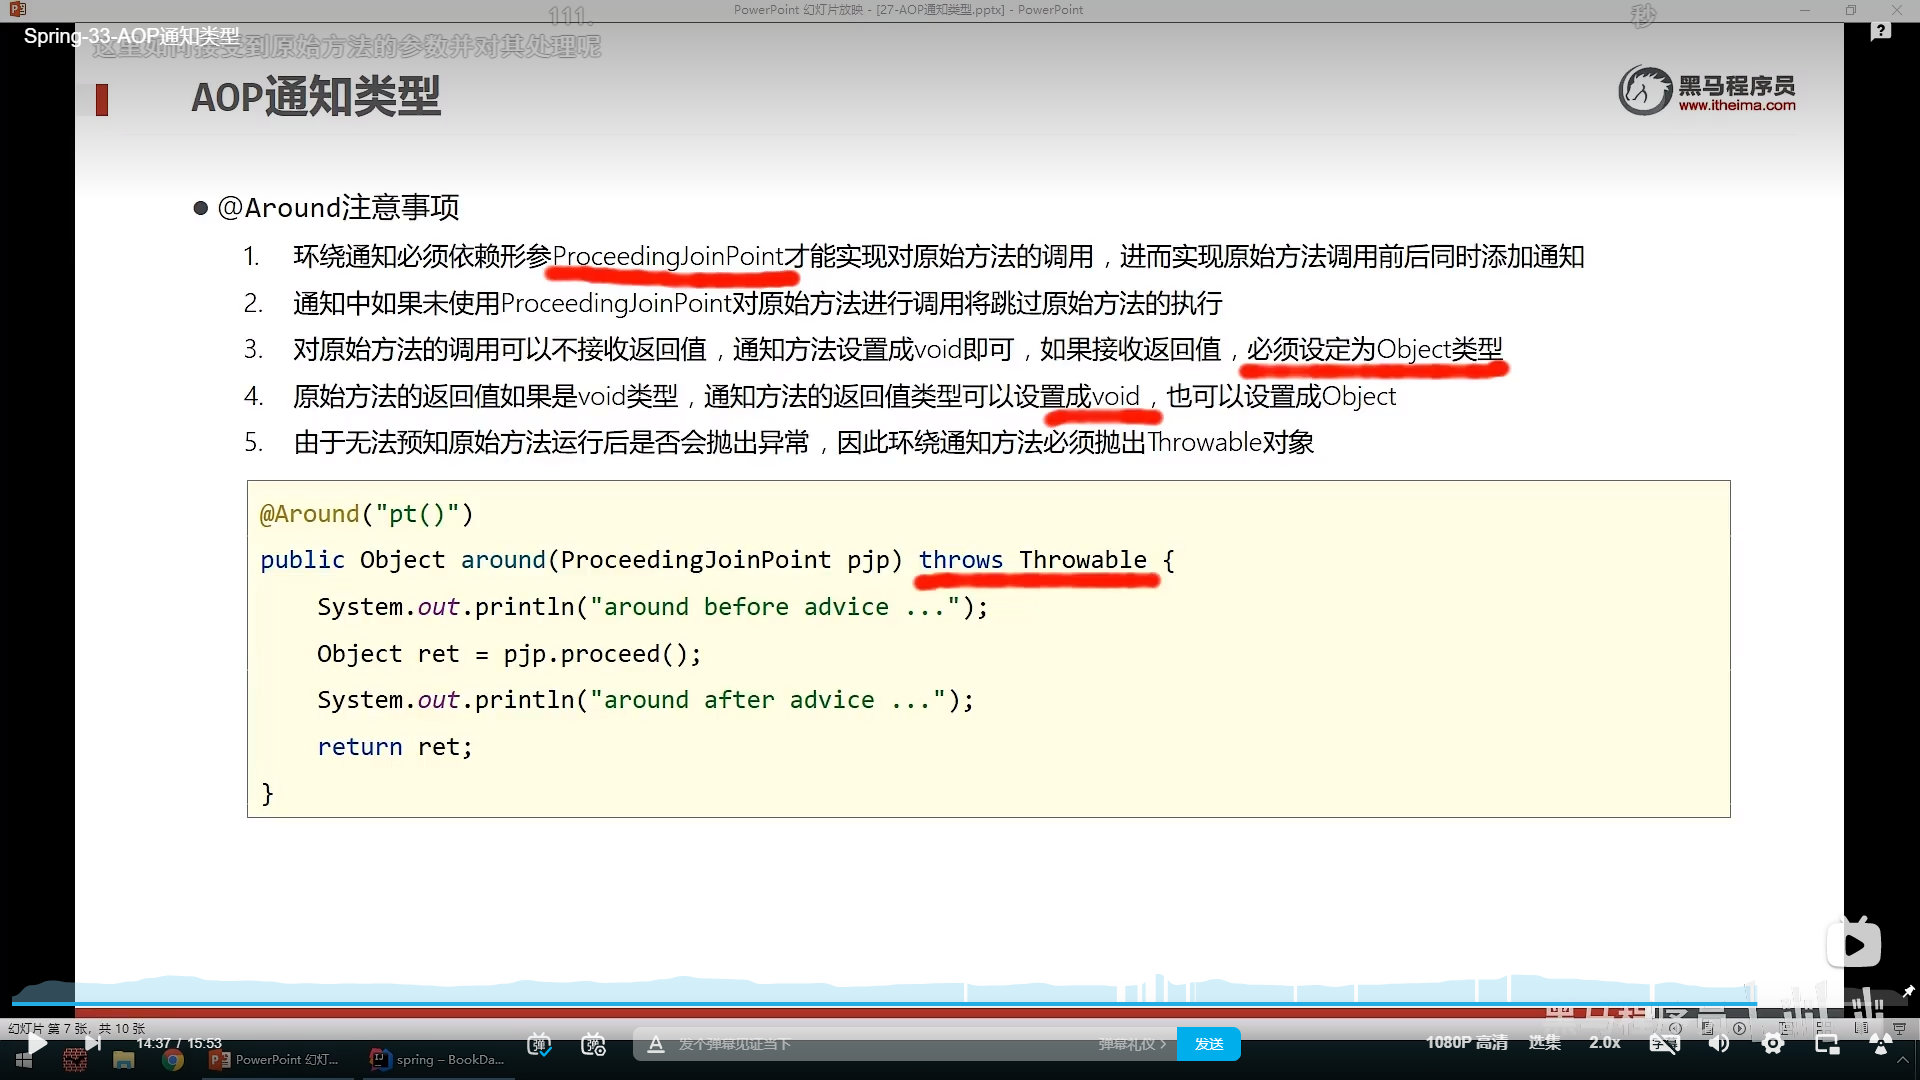 PowerPoint 幻灯片放映 - [27-AOP通知类型.pptx] - PowerPoint
111.
秒
Spring-33-AOP通知类型
这里如何接受到原始方法的参数并对其处理呢
AOP通知类型
黑马程序员
www.itheima.com
@Around注意事项
1. 环绕通知必须依赖形参ProceedingJoinPoint才能实现对原始方法的调用，进而实现原始方法调用前后同时添加通知
2. 通知中如果未使用ProceedingJoinPoint对原始方法进行调用将跳过原始方法的执行
3. 对原始方法的调用可以不接收返回值，通知方法设置成void即可，如果接收返回值，必须设定为Object类型
4. 原始方法的返回值如果是void类型，通知方法的返回值类型可以设置成void，也可以设置成Object
5. 由于无法预知原始方法运行后是否会抛出异常，因此环绕通知方法必须抛出Throwable对象
@Around("pt()")
public Object around(ProceedingJoinPoint pjp) throws Throwable {
System.out.println("around before advice ...");
Object ret = pjp.proceed();
System.out.println("around after advice ...");
return ret;
}
幻灯片 第 7 张，共 10 张
14:37 / 15:53
弹
弹
发个弹幕见证当下
弹幕礼仪 >
发送
1080P 高清
选集
2.0x
字幕
PowerPoint 幻灯...
spring – BookDa...